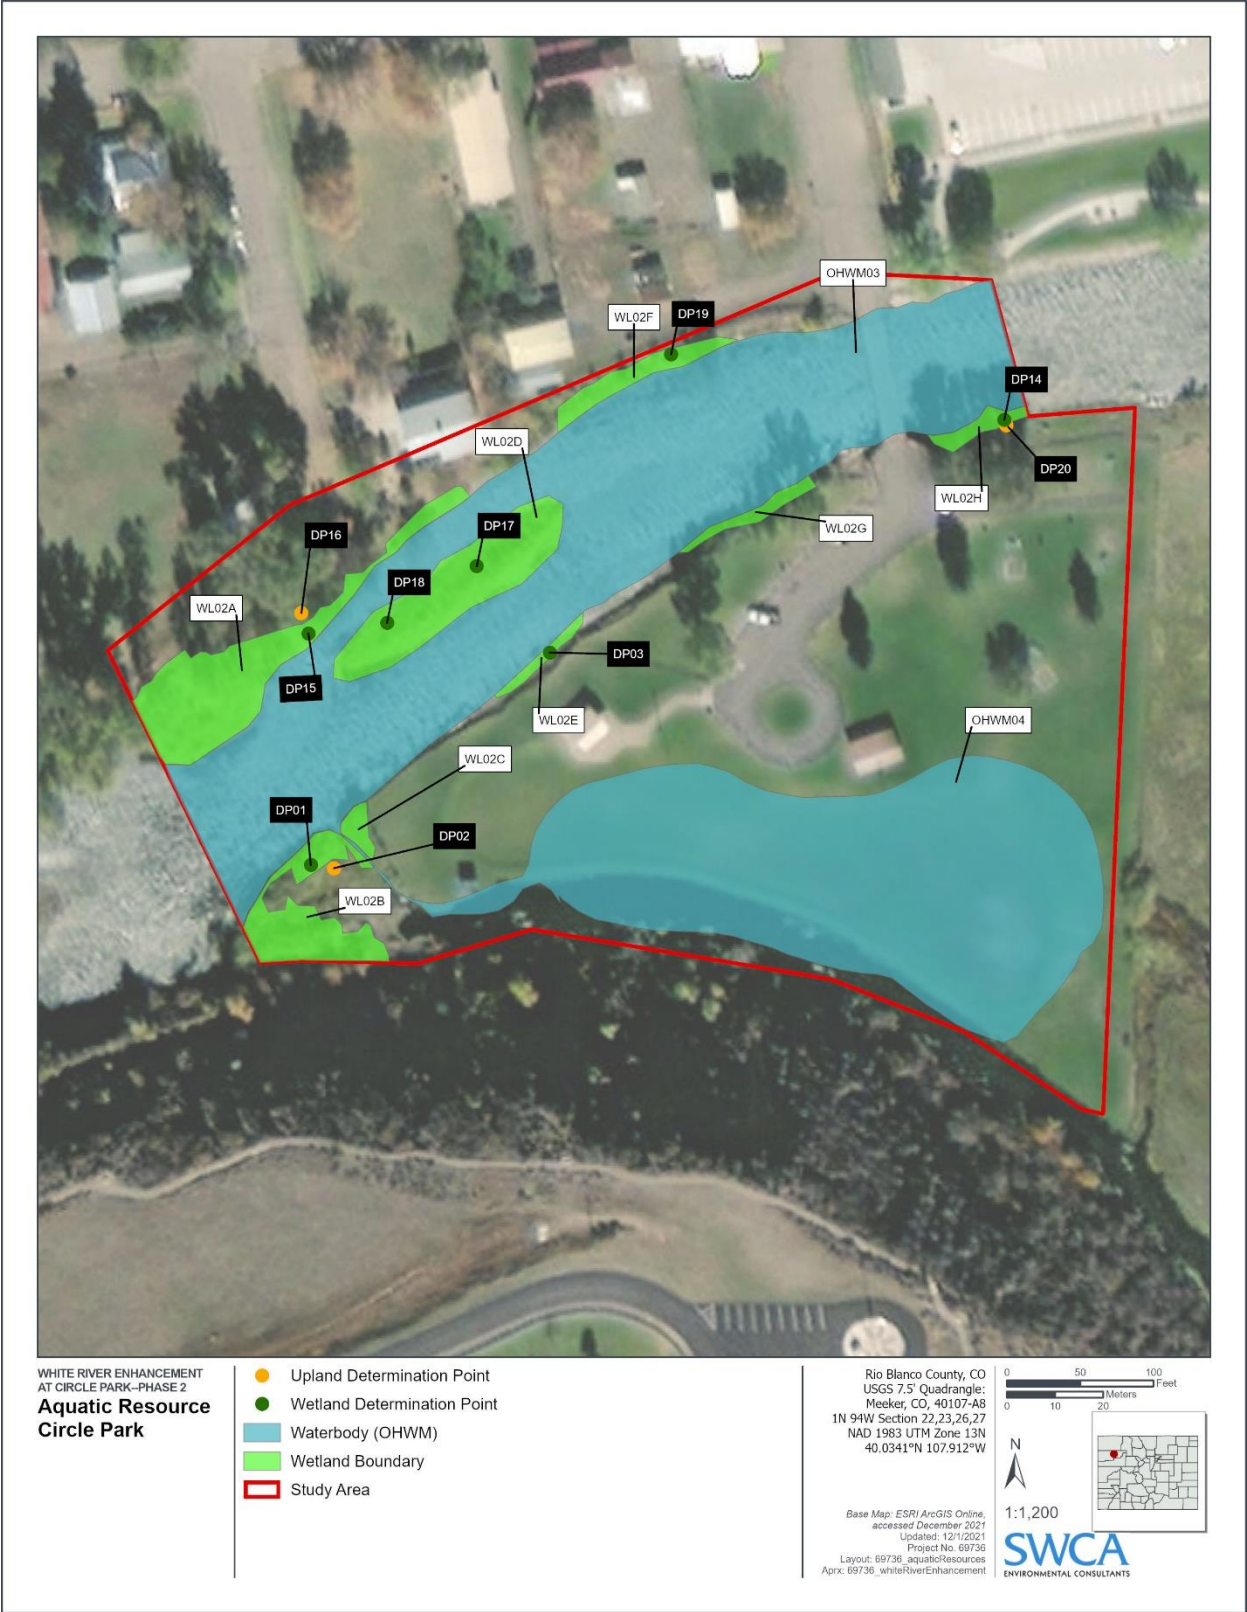 OHWM03
WL02F
DP19
DP14
WL02D
DP20
WL02H
DP17
WL02G
DP16
DP18
WL02A
DP03
DP15
WL02E
OHWM04
WL02C
DP01
DP02
WL02B
WHITE RIVER ENHANCEMENT
AT CIRCLE PARK--PHASE 2
Aquatic Resource
Circle Park
Upland Determination Point
Wetland Determination Point
Waterbody (OHWM)
Wetland Boundary
Study Area
Rio Blanco County, CO
USGS 7.5' Quadrangle:
Meeker, CO, 40107-A8
1N 94W Section 22,23,26,27
NAD 1983 UTM Zone 13N
40.0341°N 107.912°W
Base Map: ESRI ArcGIS Online,
accessed December 2021
Updated: 12/1/2021
Project No. 69736
Layout: 69736_aquaticResources
Aprx: 69736_whiteRiverEnhancement
0 50 100
Feet
Meters
0 10 20
N
1:1,200
SWCA
ENVIRONMENTAL CONSULTANTS